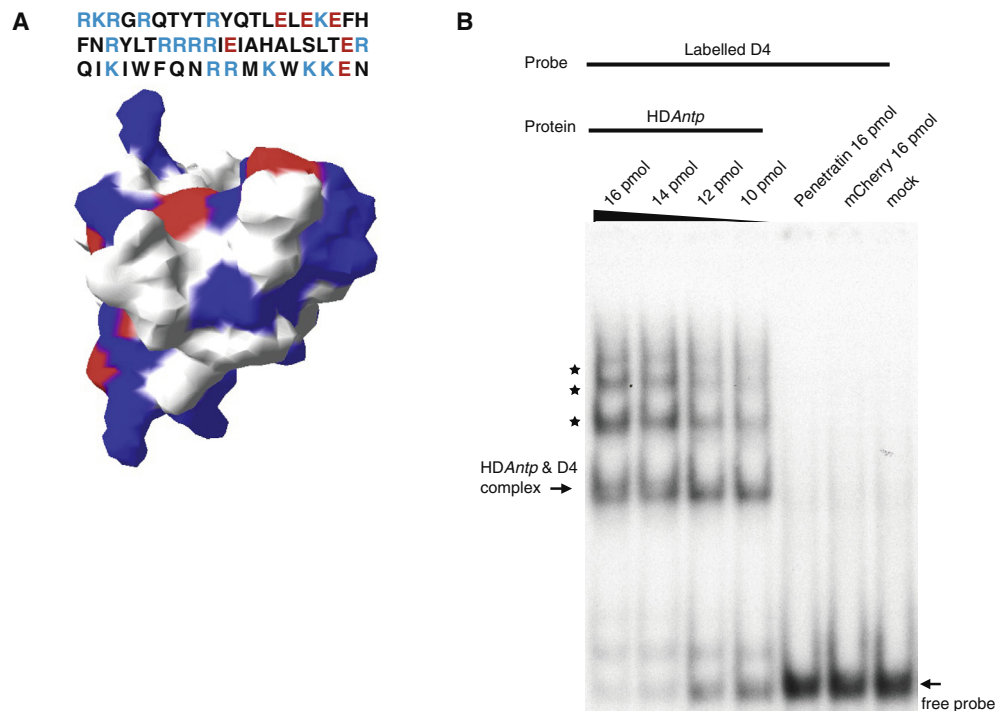 A
RKRGRQTYTRYQTLELEKEFH
FNRYLTRRRRIEIAHALSLTER
QIKIWFQNRRMKWKKEN
B
Probe
Labelled D4
Protein
HDAntp
16 pmol
14 pmol
12 pmol
10 pmol
Penetratin 16 pmol
mCherry 16 pmol
mock
HDAntp & D4
complex
free probe